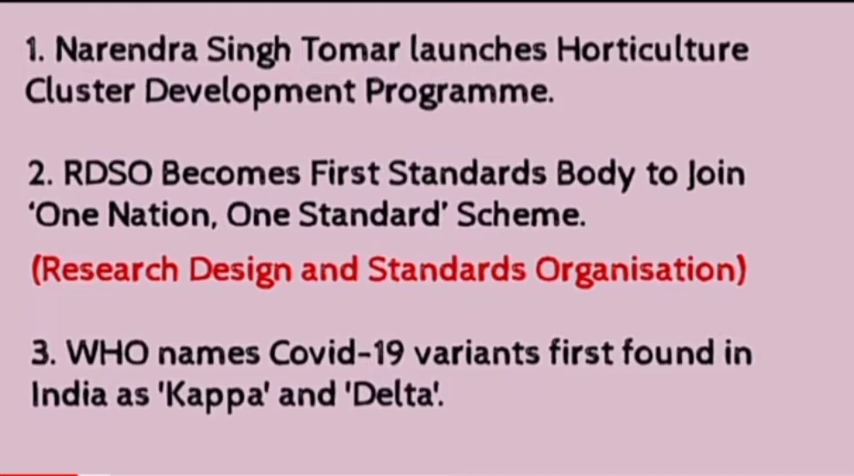 1. Narendra Singh Tomar launches Horticulture
Cluster Development Programme.
2. RDSO Becomes First Standards Body to Join
‘One Nation, One Standard’ Scheme.
(Research Design and Standards Organisation)
3. WHO names Covid-19 variants first found in
India as 'Kappa' and 'Delta'.